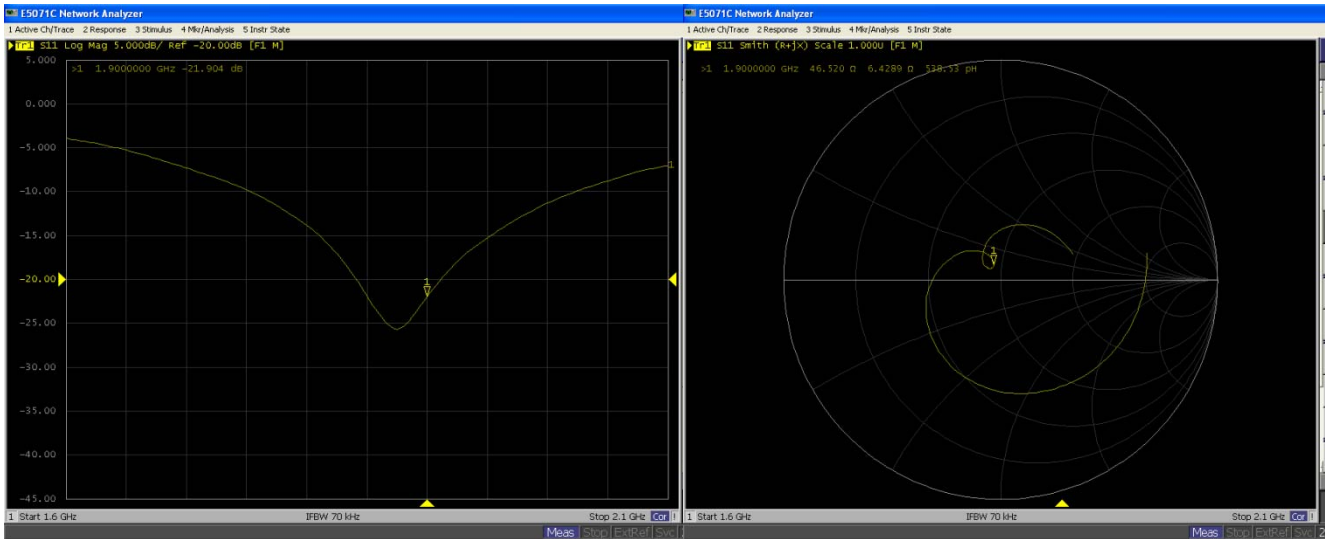 E5071C Network Analyzer
1 Active Ch/Trace 2 Response 3 Stimulus 4 Mkr/Analysis 5 Instr State
Tr1 S11 Log Mag 5.000dB/ Ref -20.00dB [F1 M]
5.000
>1 1.9000000 GHz -21.904 dB
0.000
-5.000
-10.00
-15.00
-20.00
-25.00
-30.00
-35.00
-40.00
-45.00
1
1
1 Start 1.6 GHz IFBW 70 kHz Stop 2.1 GHz Cor !
Meas Stop ExtRef Svc
E5071C Network Analyzer
1 Active Ch/Trace 2 Response 3 Stimulus 4 Mkr/Analysis 5 Instr State
Tr1 S11 Smith (R+jX) Scale 1.000U [F1 M]
>1 1.9000000 GHz 46.520 Ω 6.4289 Ω 538.53 pH
1
1 Start 1.6 GHz IFBW 70 kHz Stop 2.1 GHz Cor !
Meas Stop ExtRef Svc